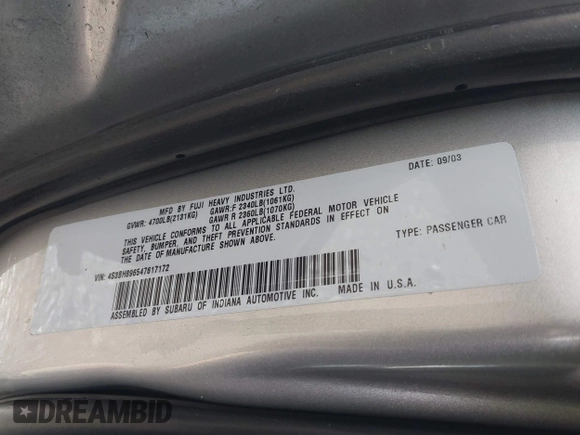 MFD BY FUJI HEAVY INDUSTRIES LTD.
DATE: 09/03
GVWR: 4700LB(2131KG) GAWR:F 2340LB(1061KG)
GAWR R 2360LB(1070KG)
THIS VEHICLE CONFORMS TO ALL APPLICABLE FEDERAL MOTOR VEHICLE
SAFETY, BUMPER, AND THEFT PREVENTION STANDARDS IN EFFECT ON
THE DATE OF MANUFACTURE SHOWN ABOVE.
TYPE: PASSENGER CAR
VIN: 4S3BH896547617172
ASSEMBLED BY SUBARU OF INDIANA AUTOMOTIVE INC.
MADE IN U.S.A.
DREAMBID